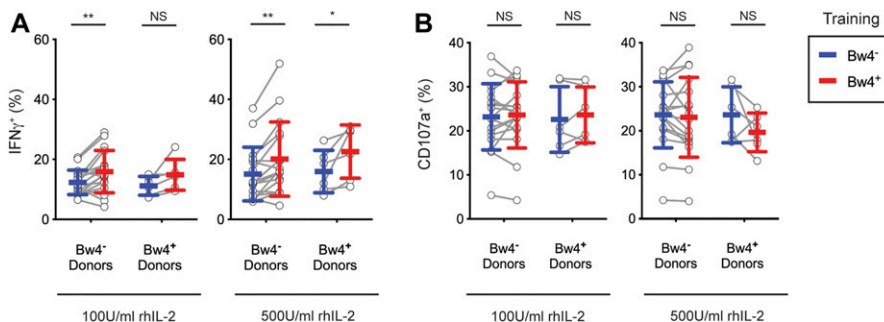 A
** NS ** *
60 60
40 40
20 20
0 0
IFNγ⁺ (%)
Bw4⁻ Donors Bw4⁺ Donors Bw4⁻ Donors Bw4⁺ Donors
100U/ml rhIL-2 500U/ml rhIL-2
B
NS NS NS NS
40 40
30 30
20 20
10 10
0 0
CD107a⁺ (%)
Bw4⁻ Donors Bw4⁺ Donors Bw4⁻ Donors Bw4⁺ Donors
100U/ml rhIL-2 500U/ml rhIL-2
Training
Bw4⁻
Bw4⁺